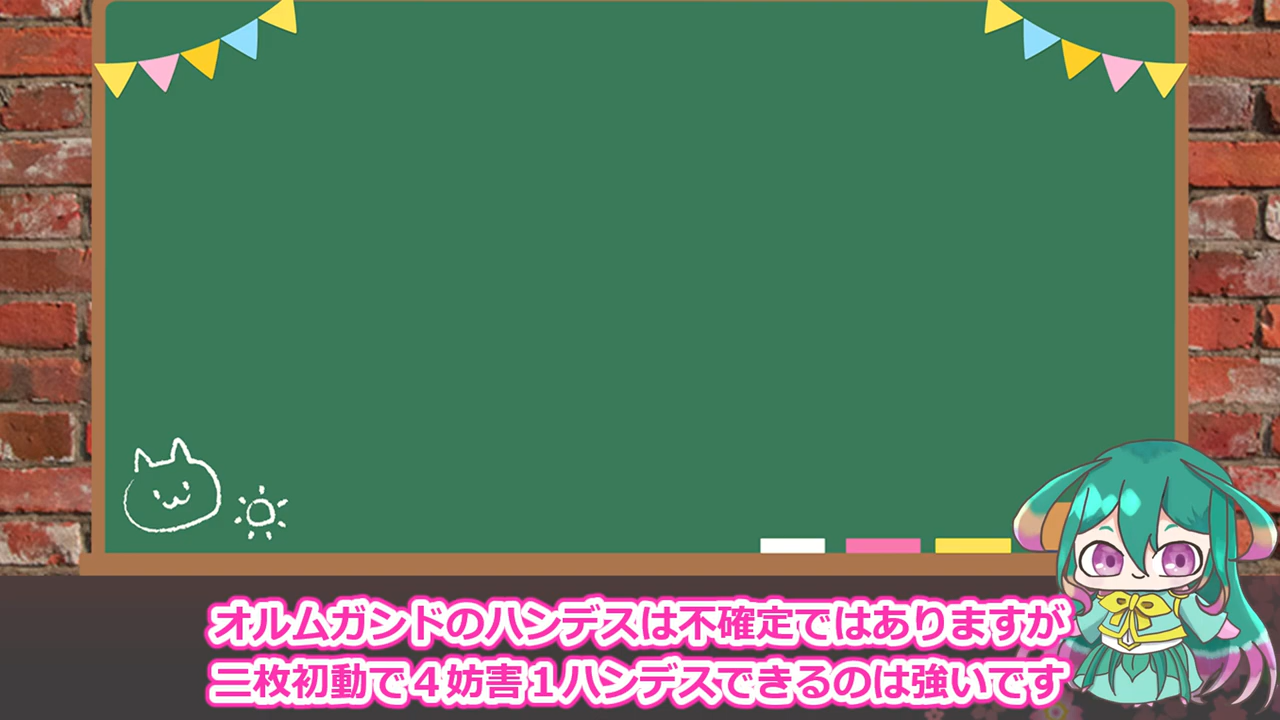 オルムガンドのハンデスは不確定ではありますが
二枚初動で４妨害１ハンデスできるのは強いです